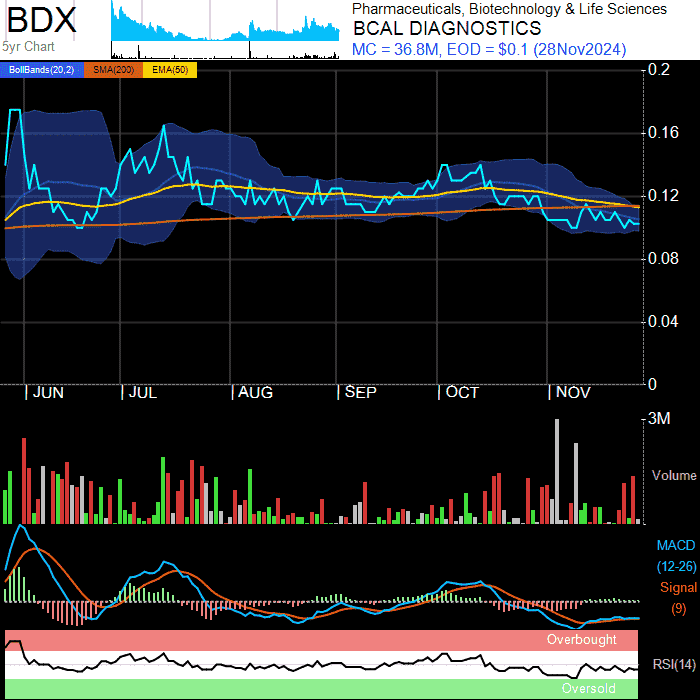 BDX
5yr Chart
Pharmaceuticals, Biotechnology & Life Sciences
BCAL DIAGNOSTICS
MC = 36.8M, EOD = $0.1 (28Nov2024)
BollBands(20,2) SMA(200) EMA(50)
0.2
0.16
0.12
0.08
0.04
0
JUN JUL AUG SEP OCT NOV
3M
Volume
MACD
(12-26)
Signal
(9)
Overbought
RSI(14)
Oversold